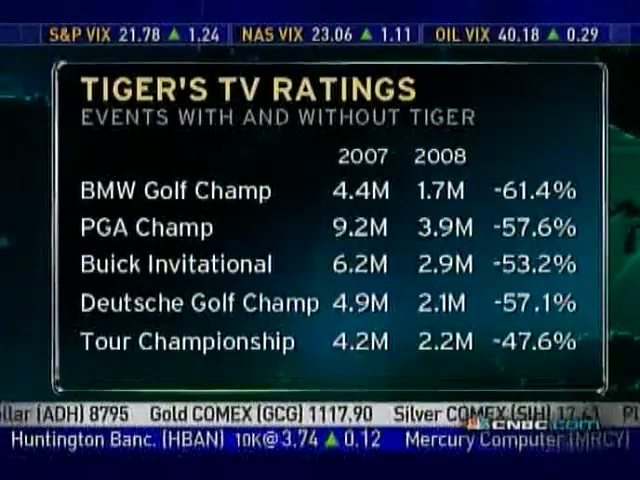 S&P VIX 21.78 ▲ 1.24 NAS VIX 23.06 ▲ 1.11 OIL VIX 40.18 ▲ 0.29
TIGER'S TV RATINGS
EVENTS WITH AND WITHOUT TIGER
2007 2008
BMW Golf Champ 4.4M 1.7M -61.4%
PGA Champ 9.2M 3.9M -57.6%
Buick Invitational 6.2M 2.9M -53.2%
Deutsche Golf Champ 4.9M 2.1M -57.1%
Tour Championship 4.2M 2.2M -47.6%
llar (ADH) 8795 Gold COMEX (GCG) 1117.90 Silver COMEX (SIH)
CNBC.com
Huntington Banc. (HBAN) 10K@3.74 ▲ 0.12 Mercury Computer (MRCY)